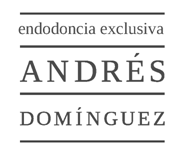 endodoncia exclusiva
ANDRÉS
DOMÍNGUEZ